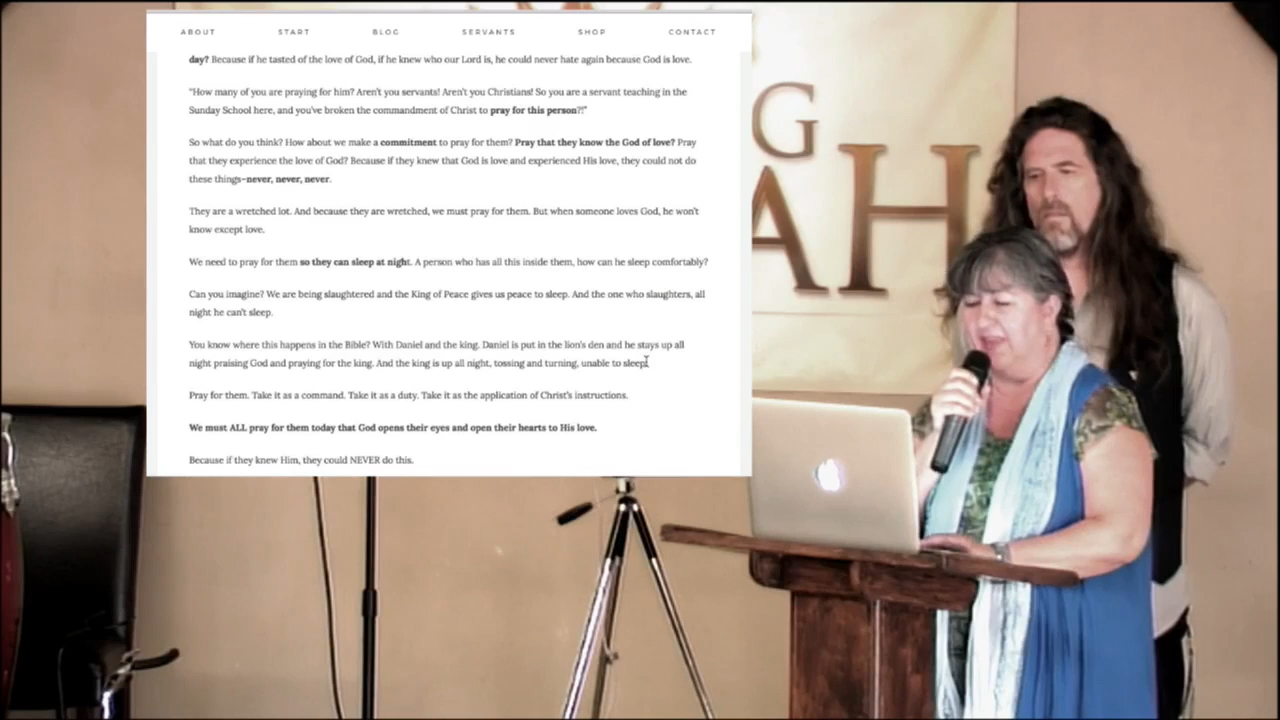 ABOUT START BLOG SERVANTS SHOP CONTACT
day? Because if he tasted of the love of God, if he knew who our Lord is, he could never hate again because God is love.
"How many of you are praying for him? Aren't you servants! Aren't you Christians! So you are a servant teaching in the
Sunday School here, and you've broken the commandment of Christ to pray for this person?!"
So what do you think? How about we make a commitment to pray for them? Pray that they know the God of love? Pray
that they experience the love of God? Because if they knew that God is love and experienced His love, they could not do
these things–never, never, never.
They are a wretched lot. And because they are wretched, we must pray for them. But when someone loves God, he won't
know except love.
We need to pray for them so they can sleep at night. A person who has all this inside them, how can he sleep comfortably?
Can you imagine? We are being slaughtered and the King of Peace gives us peace to sleep. And the one who slaughters, all
night he can't sleep.
You know where this happens in the Bible? With Daniel and the king. Daniel is put in the lion's den and he stays up all
night praising God and praying for the king. And the king is up all night, tossing and turning, unable to sleep.
Pray for them. Take it as a command. Take it as a duty. Take it as the application of Christ's instructions.
We must ALL pray for them today that God opens their eyes and open their hearts to His love.
Because if they knew Him, they could NEVER do this.
G
AH